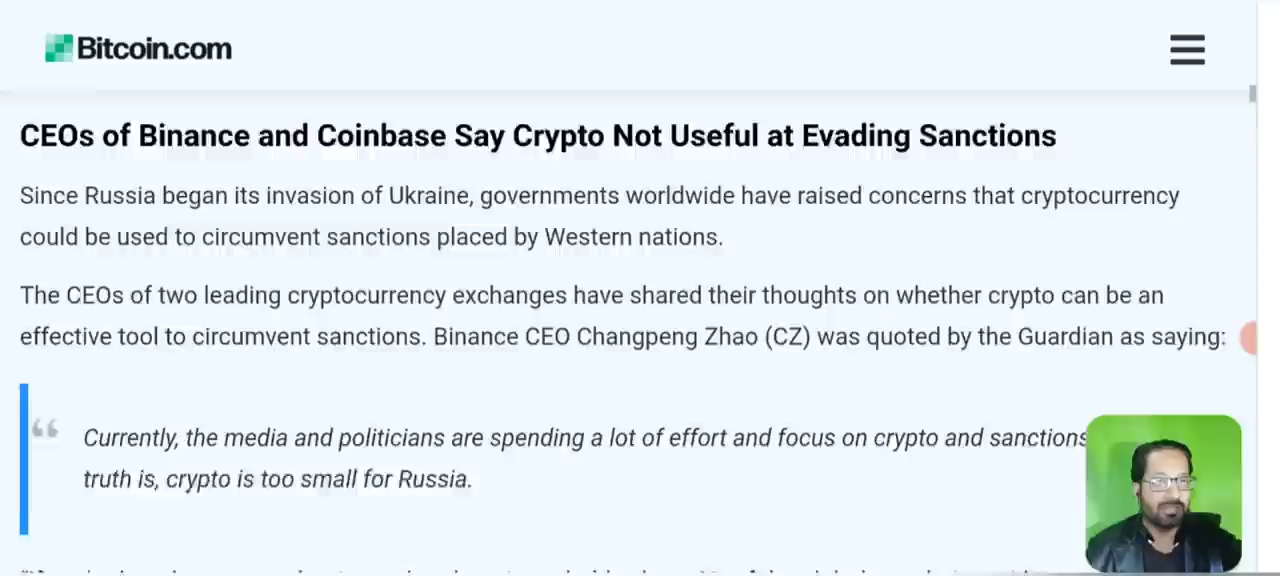 Bitcoin.com
CEOs of Binance and Coinbase Say Crypto Not Useful at Evading Sanctions
Since Russia began its invasion of Ukraine, governments worldwide have raised concerns that cryptocurrency
could be used to circumvent sanctions placed by Western nations.
The CEOs of two leading cryptocurrency exchanges have shared their thoughts on whether crypto can be an
effective tool to circumvent sanctions. Binance CEO Changpeng Zhao (CZ) was quoted by the Guardian as saying:
“ Currently, the media and politicians are spending a lot of effort and focus on crypto and sanctions
truth is, crypto is too small for Russia.